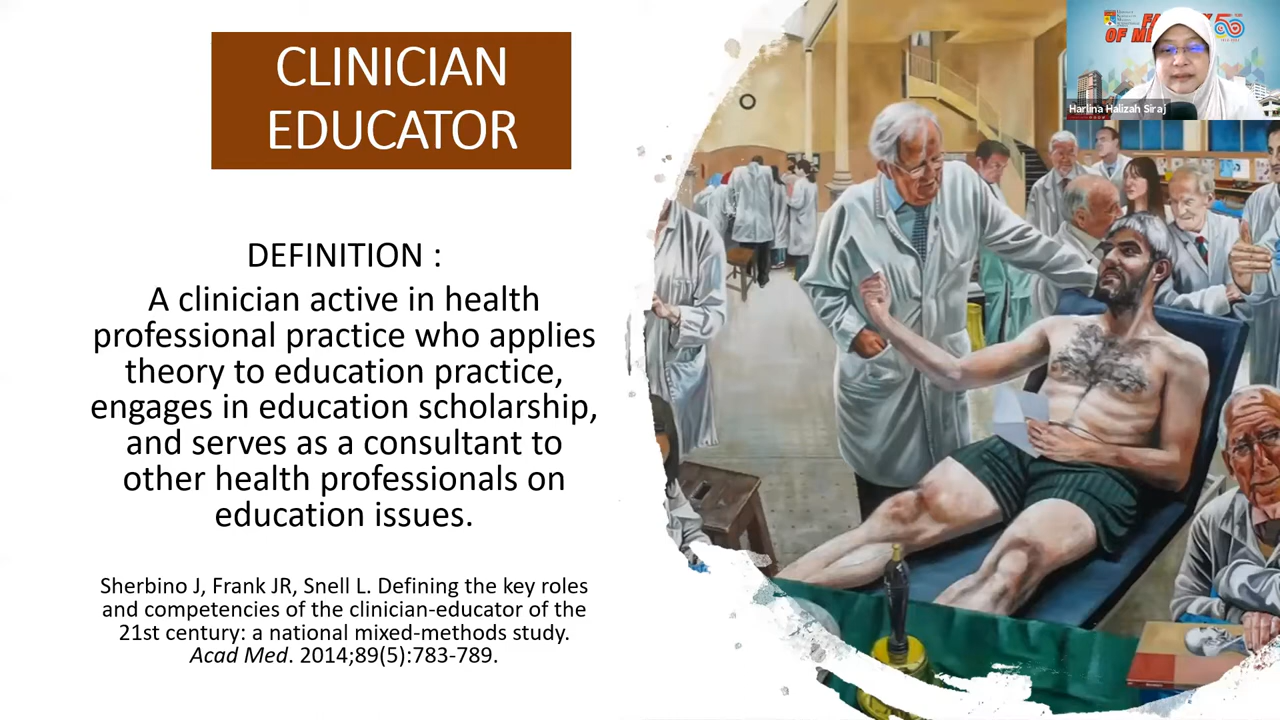 CLINICIAN
EDUCATOR
DEFINITION :
A clinician active in health
professional practice who applies
theory to education practice,
engages in education scholarship,
and serves as a consultant to
other health professionals on
education issues.
Sherbino J, Frank JR, Snell L. Defining the key roles
and competencies of the clinician-educator of the
21st century: a national mixed-methods study.
Acad Med. 2014;89(5):783-789.
Harlina Halizah Siraj